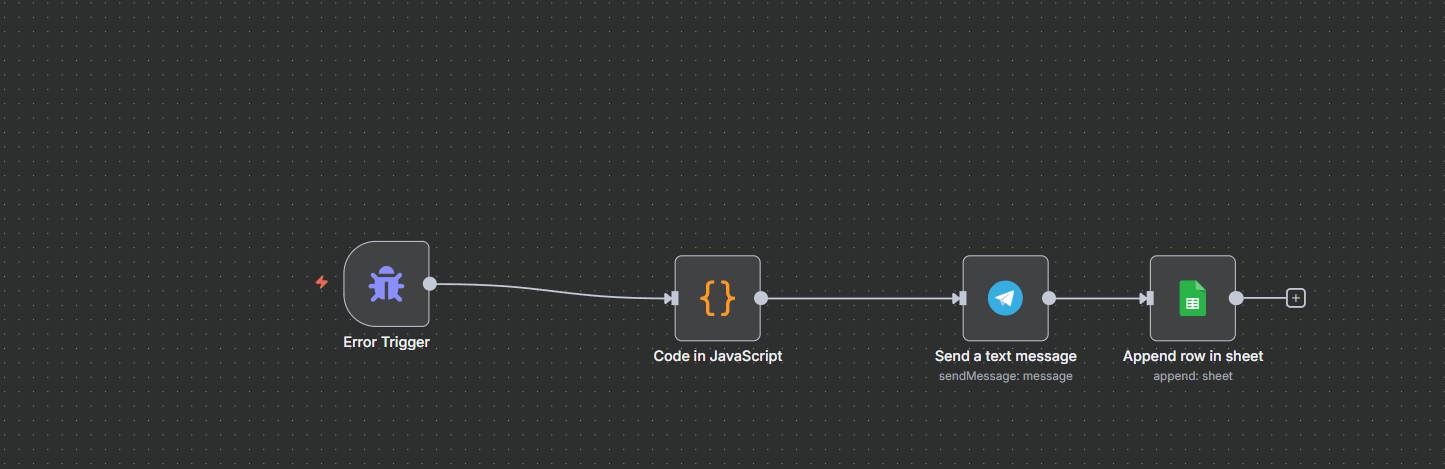 Error Trigger
Code in JavaScript
Send a text message
sendMessage: message
Append row in sheet
append: sheet